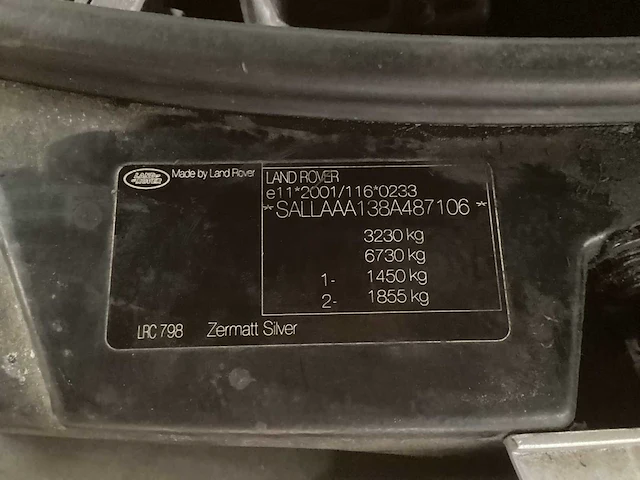 LAND ROVER
Made by Land Rover
LAND ROVER
e11*2001/116*0233
*SALLAAA138A487106*
3230 kg
6730 kg
1- 1450 kg
2- 1855 kg
LRC 798 Zermatt Silver